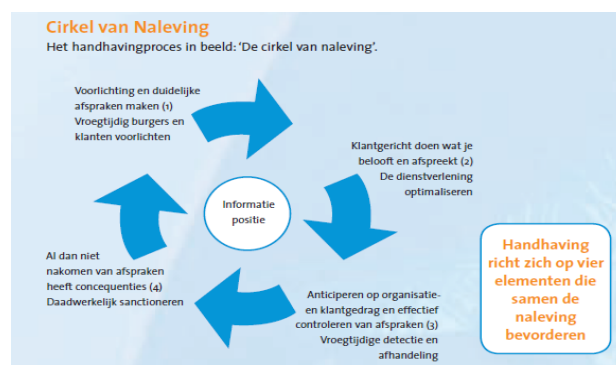 Cirkel van Naleving
Het handhavingproces in beeld: ‘De cirkel van naleving’.
Voorlichting en duidelijke
afspraken maken (1)
Vroegtijdig burgers en
klanten voorlichten
Klantgericht doen wat je
belooft en afspreekt (2)
De dienstverlening
optimaliseren
Informatie
positie
Al dan niet
nakomen van afspraken
heeft concequenties (4)
Daadwerkelijk sanctioneren
Anticiperen op organisatie-
en klantgedrag en effectief
controleren van afspraken (3)
Vroegtijdige detectie en
afhandeling
Handhaving
richt zich op vier
elementen die
samen de
naleving
bevorderen